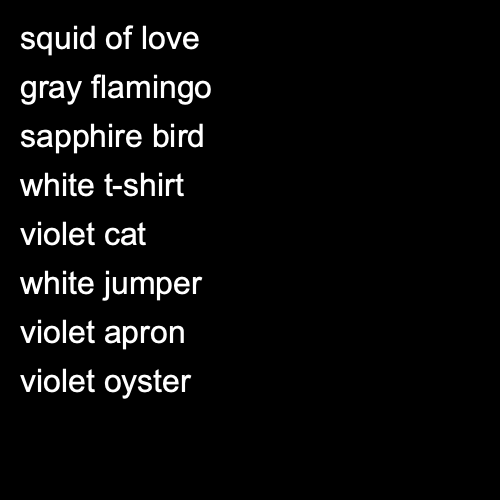 squid of love
gray flamingo
sapphire bird
white t-shirt
violet cat
white jumper
violet apron
violet oyster